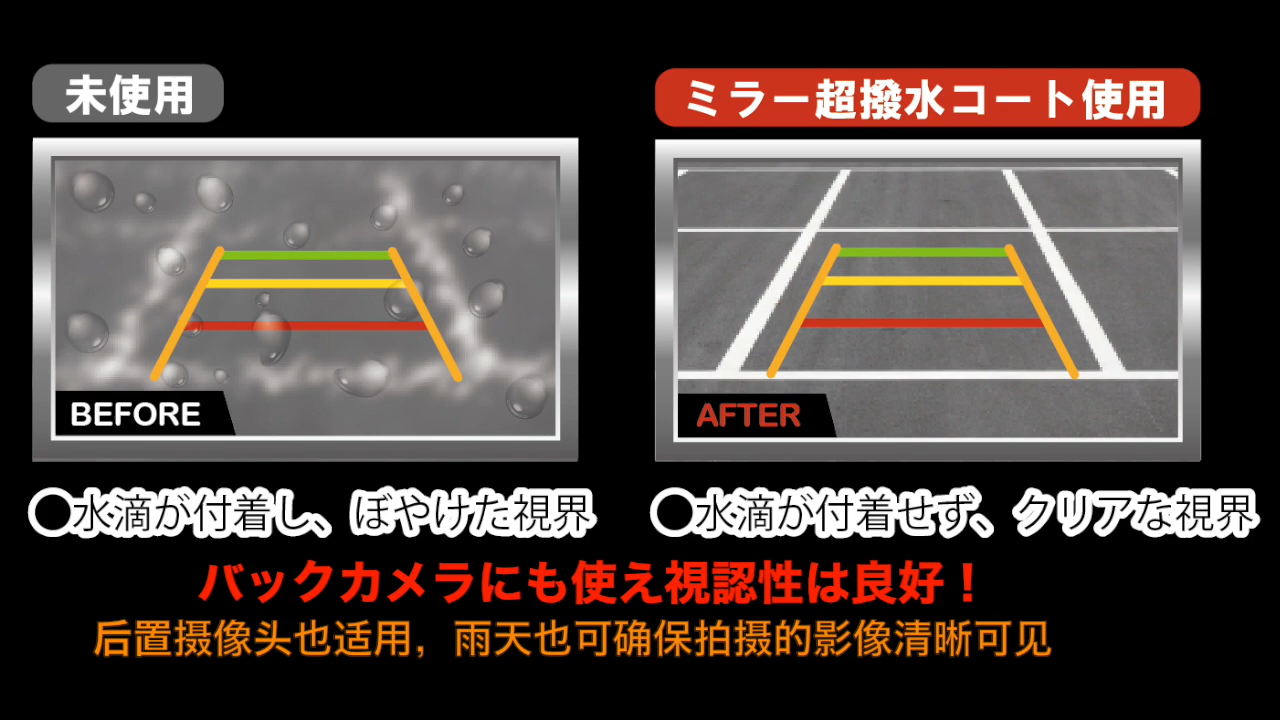 未使用
ミラー超撥水コート使用
BEFORE
AFTER
●水滴が付着し、ぼやけた視界
●水滴が付着せず、クリアな視界
バックカメラにも使え視認性は良好！
后置摄像头也适用，雨天也可确保拍摄的影像清晰可见